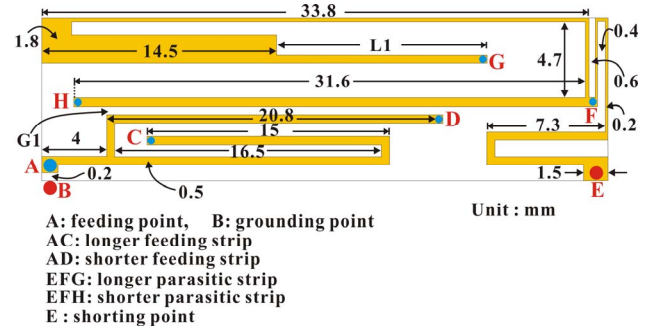 33.8
1.8
14.5
L1
G
4.7
0.4
0.6
31.6
H
F
0.2
20.8
D
G1
15
C
7.3
4
16.5
A
0.2
0.5
1.5
E
B
Unit : mm
A: feeding point, B: grounding point
AC: longer feeding strip
AD: shorter feeding strip
EFG: longer parasitic strip
EFH: shorter parasitic strip
E : shorting point